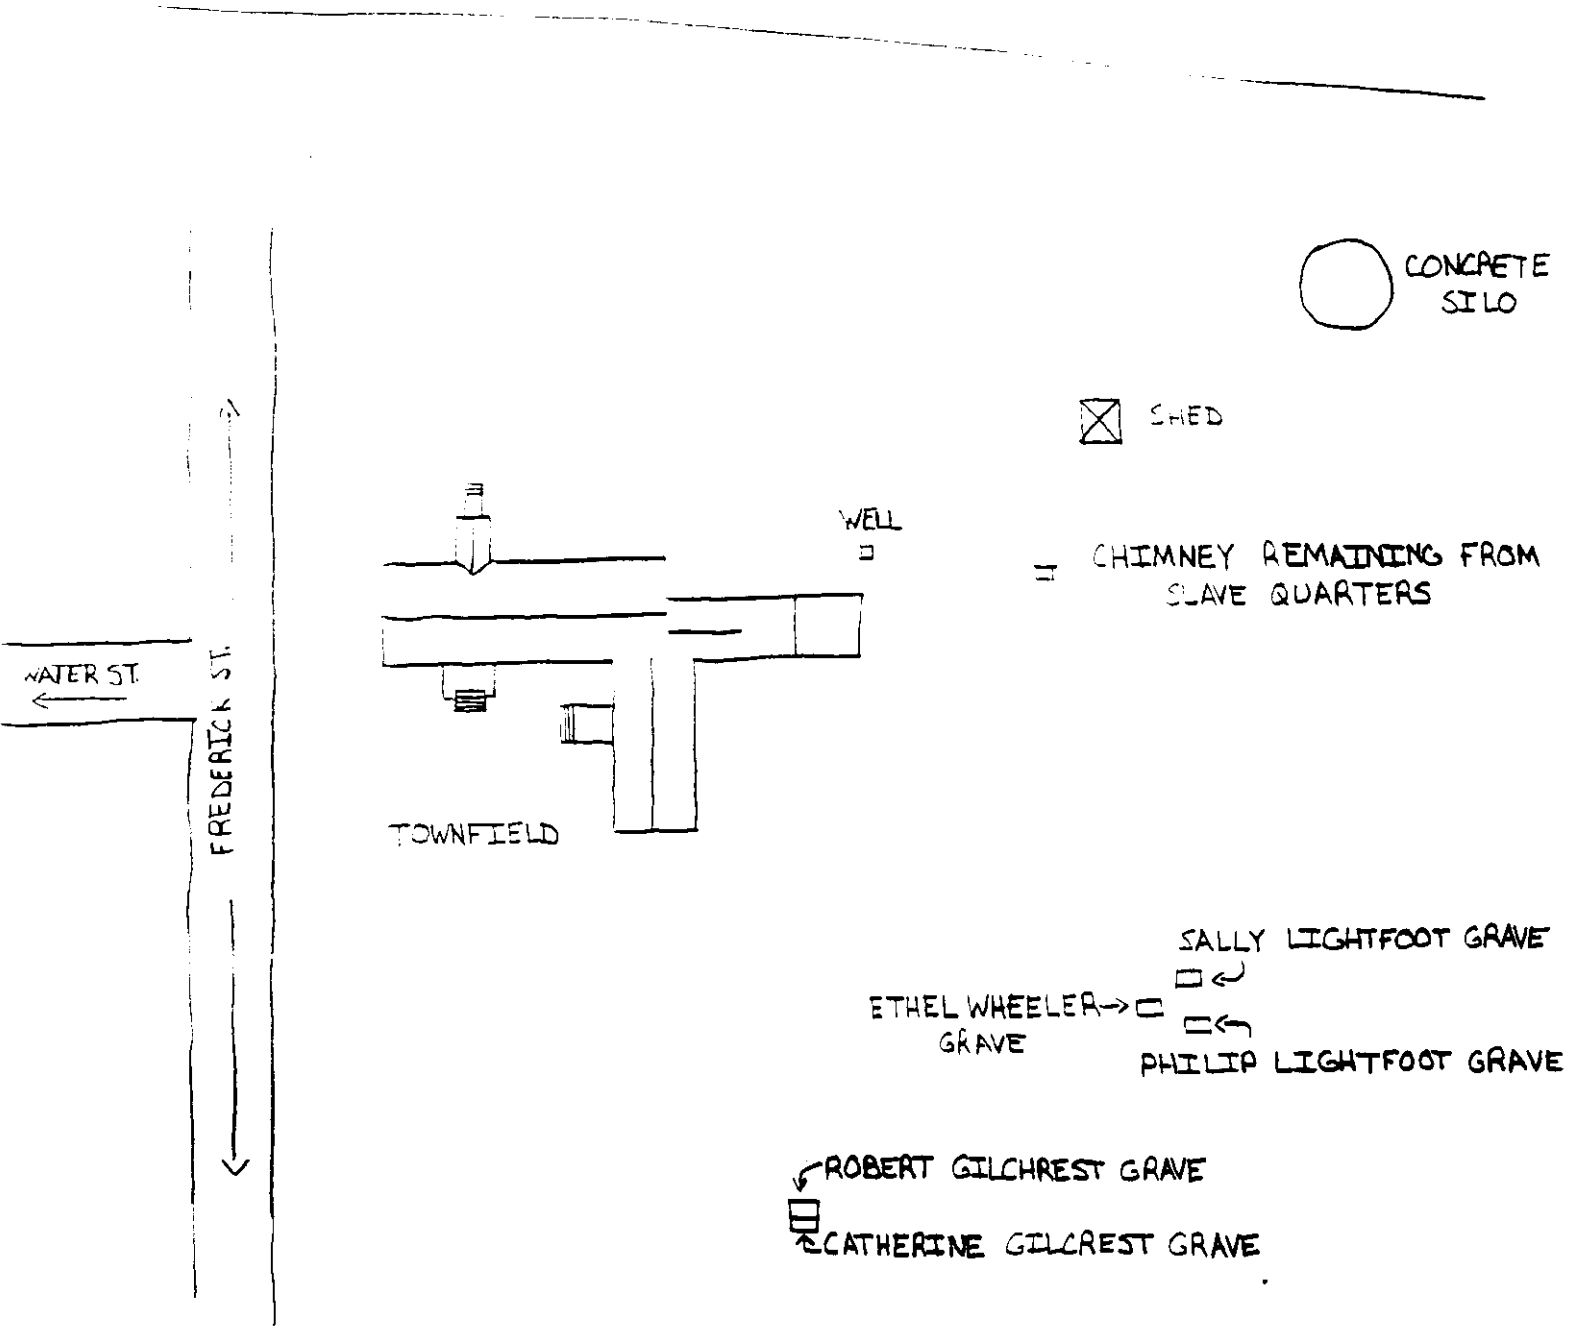 CONCRETE
SILO
SHED
WELL
CHIMNEY REMAINING FROM
SLAVE QUARTERS
WATER ST.
FREDERICK ST.
TOWNFIELD
SALLY LIGHTFOOT GRAVE
ETHEL WHEELER
GRAVE
PHILIP LIGHTFOOT GRAVE
ROBERT GILCHREST GRAVE
CATHERINE GILCREST GRAVE